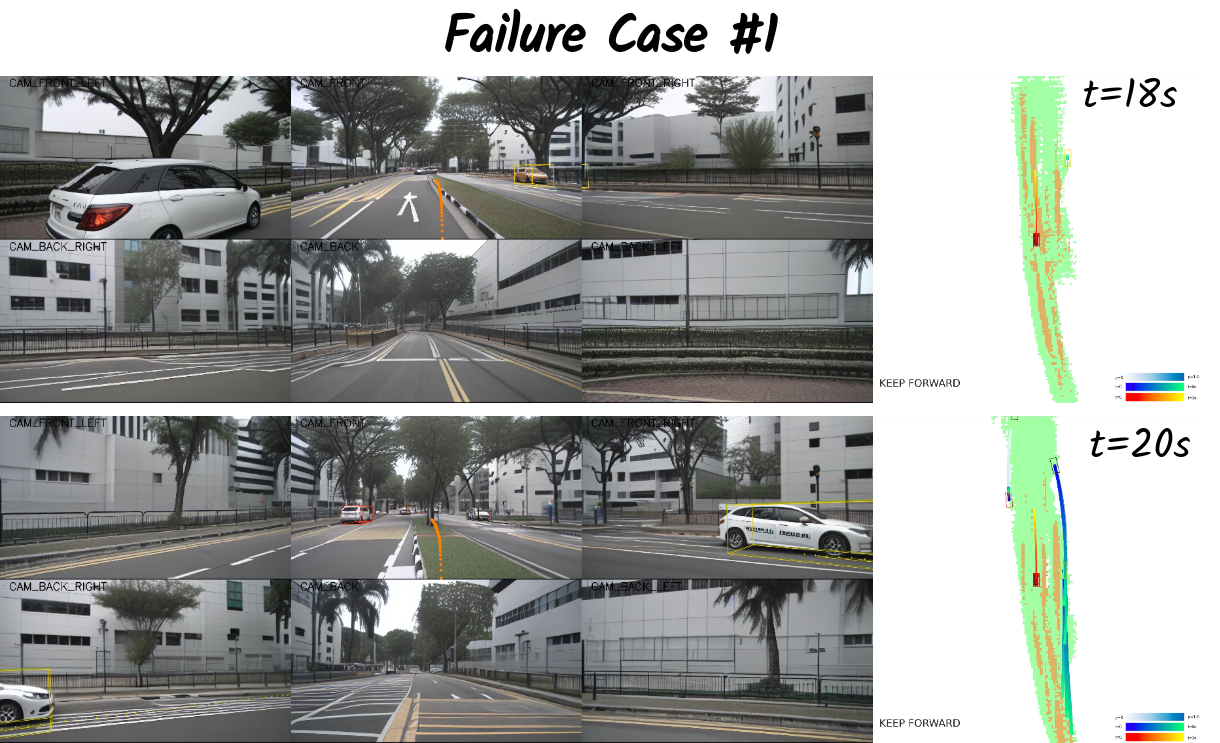 Failure Case #1
CAM_FRONT_LEFT
CAM_FRONT
CAM_FRONT_RIGHT
t=18s
CAM_BACK_RIGHT
CAM_BACK
CAM_BACK_LEFT
KEEP FORWARD
CAM_FRONT_LEFT
CAM_FRONT
CAM_FRONT_RIGHT
t=20s
CAM_BACK_RIGHT
CAM_BACK
CAM_BACK_LEFT
KEEP FORWARD